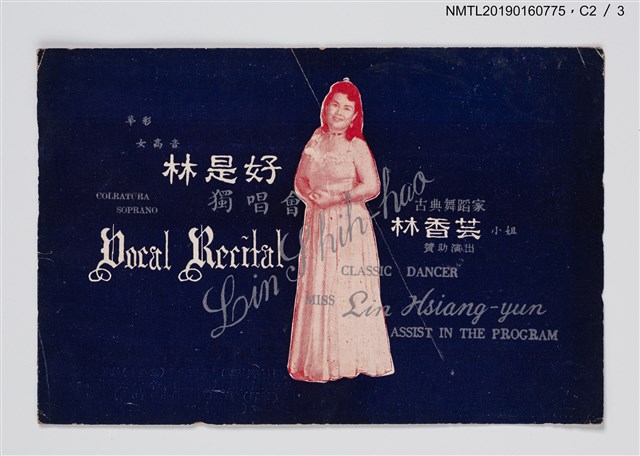 NMTL20190160775，C2 / 3
華彩
女高音
林是好
獨唱會
COLRATURA
SOPRANO
Vocal Recital
Lin Shih-hao
古典舞蹈家
林香芸 小姐
贊助演出
CLASSIC DANCER
MISS Lin Hsiang-yun
ASSIST IN THE PROGRAM